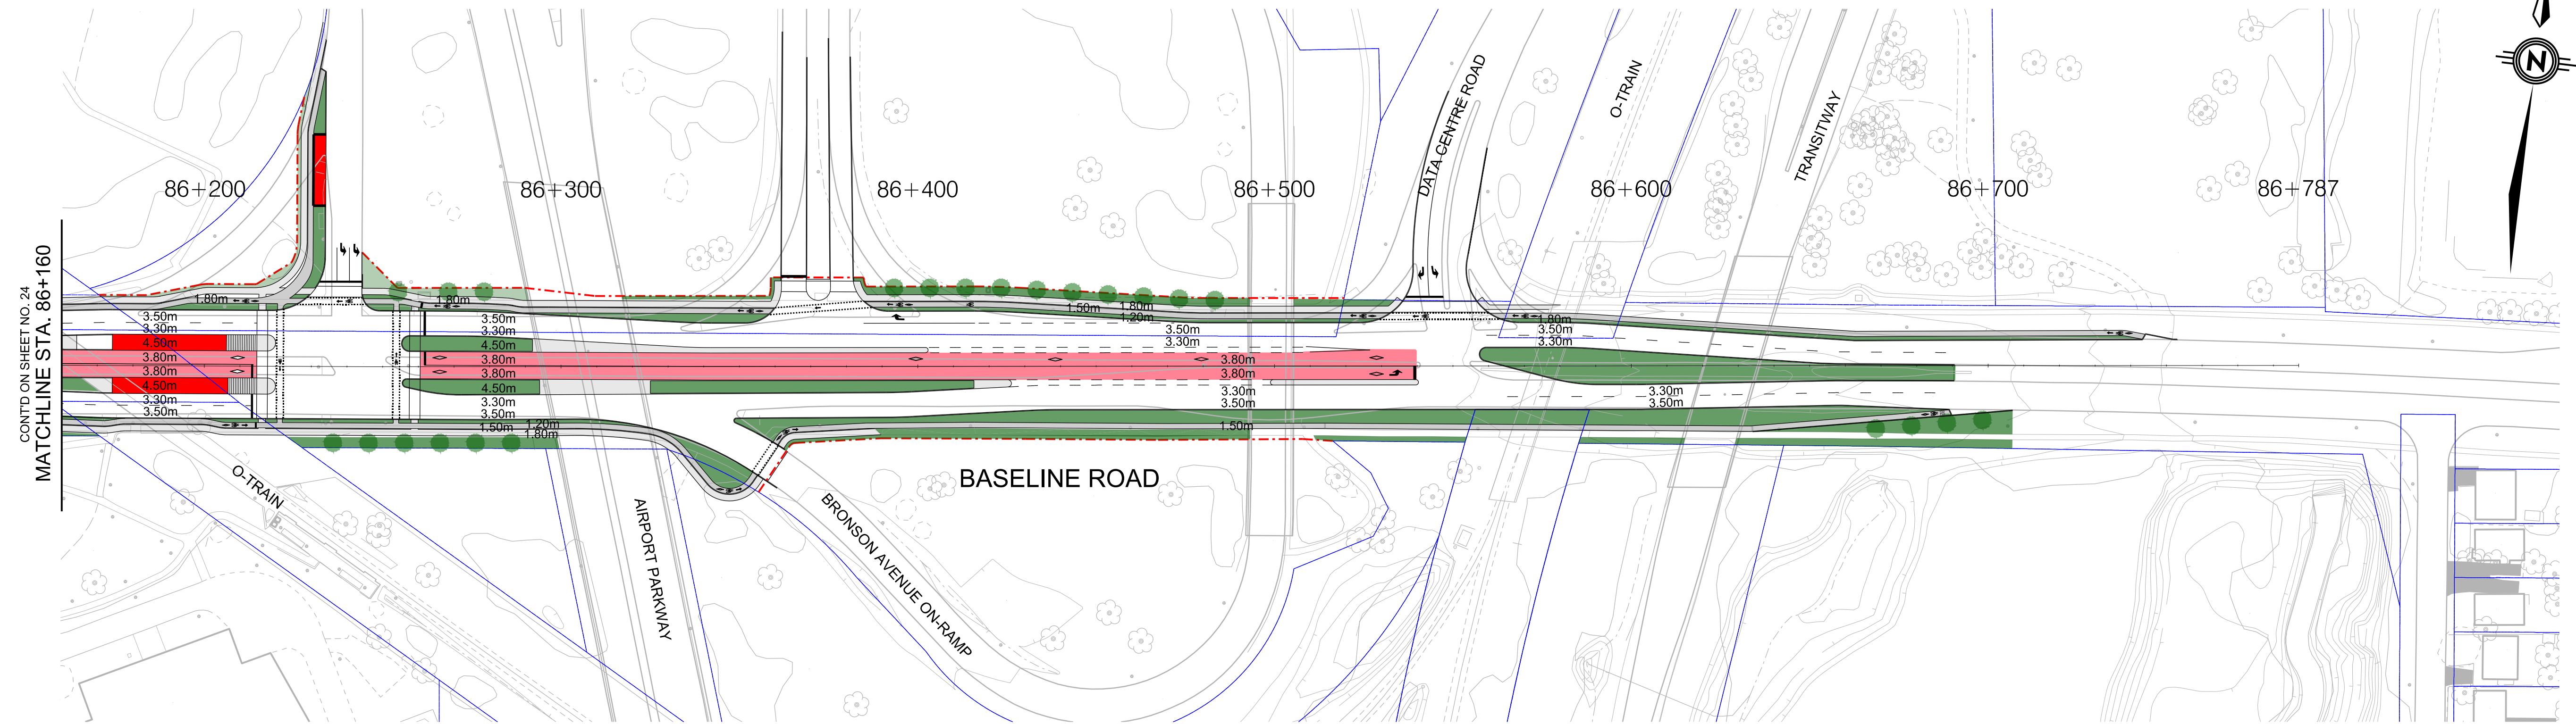 N
DATA CENTRE ROAD
O-TRAIN
TRANSITWAY
86+200
86+300
86+400
86+500
86+600
86+700
86+787
CONT'D ON SHEET NO. 24
MATCHLINE STA. 86+160
1.80m
3.50m
3.30m
4.50m
3.80m
3.80m
4.50m
3.30m
3.50m
1.80m
3.50m
3.30m
4.50m
3.80m
3.80m
4.50m
3.30m
3.50m
1.20m
1.50m
1.80m
1.50m
1.80m
1.20m
3.50m
3.30m
3.80m
3.80m
3.30m
3.50m
1.50m
1.80m
3.50m
3.30m
3.30m
3.50m
O-TRAIN
AIRPORT PARKWAY
BRONSON AVENUE ON-RAMP
BASELINE ROAD